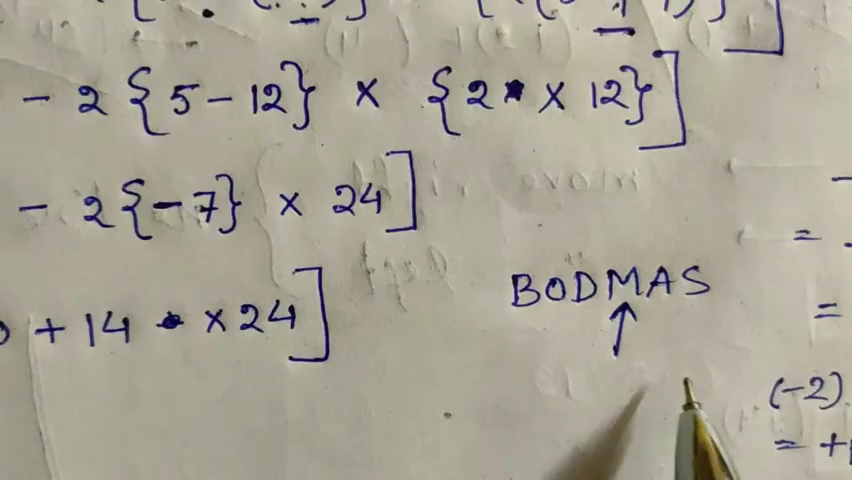 - 2 {5 - 12} × {2 × 12}]
- 2 {-7} × 24]
+ 14 × 24]
BODMAS
=
=
(-2)
= +